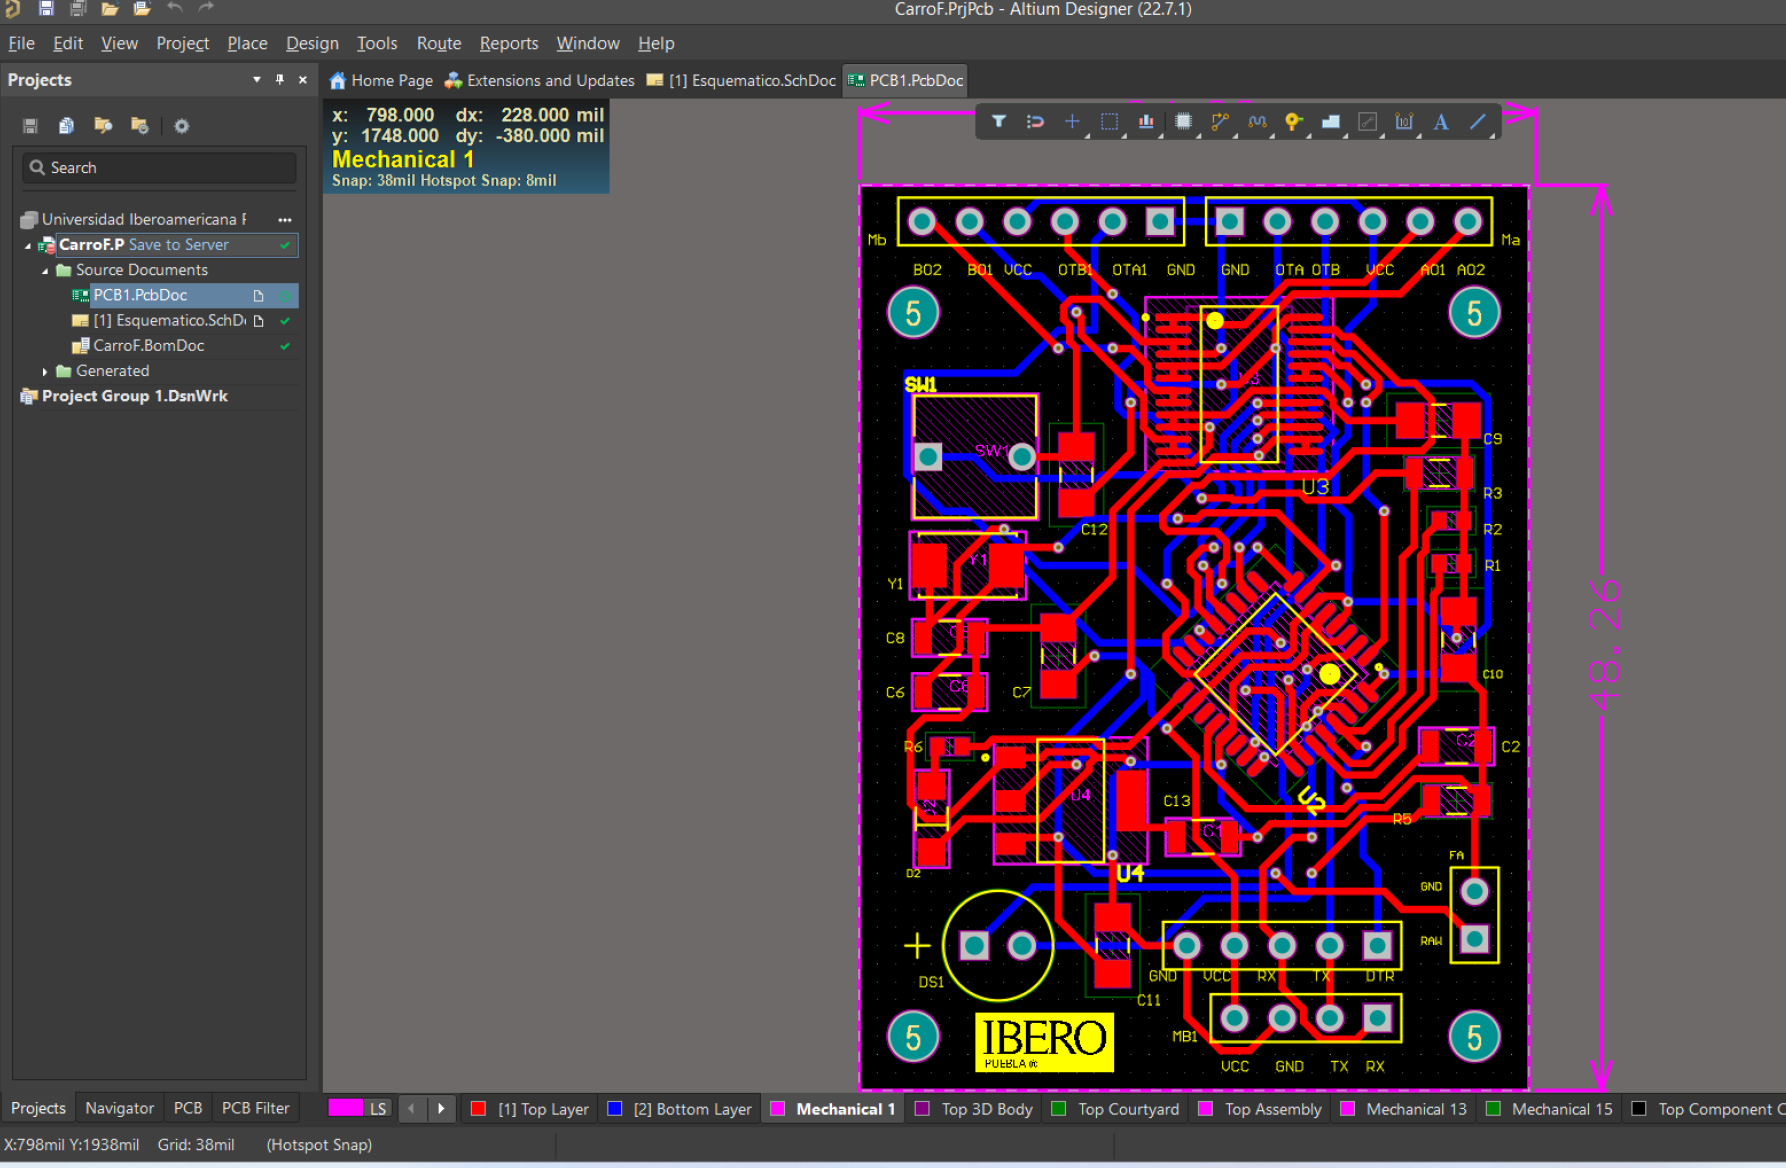 CarroF.PrjPcb - Altium Designer (22.7.1)
File Edit View Project Place Design Tools Route Reports Window Help
Projects
Home Page Extensions and Updates [1] Esquematico.SchDoc PCB1.PcbDoc
x: 798.000 dx: 228.000 mil
y: 1748.000 dy: -380.000 mil
Mechanical 1
Snap: 38mil Hotspot Snap: 8mil
Search
Universidad Iberoamericana F ...
CarroF.P Save to Server
Source Documents
PCB1.PcbDoc
[1] Esquematico.SchD
CarroF.BomDoc
Generated
Project Group 1.DsnWrk
Mb Ma
BO2 BO1 VCC OTB1 OTA1 GND GND OTA OTB VCC AO1 AO2
5 5
SW1
SW1
C12
U3
C9
R3
R2
R1
Y1
Y1
C8
C6
C6
C7
C10
48.26
R6
C2
C2
U4
C13
C1
U2
R5
D2
D2
U4
FA
GND
RAW
+
DS1
GND VCC RX TX DTR
C11
MB1
VCC GND TX RX
5 5
IBERO
PUEBLA ®
Projects Navigator PCB PCB Filter
LS [1] Top Layer [2] Bottom Layer Mechanical 1 Top 3D Body Top Courtyard Top Assembly Mechanical 13 Mechanical 15 Top Component C
X:798mil Y:1938mil Grid: 38mil (Hotspot Snap)